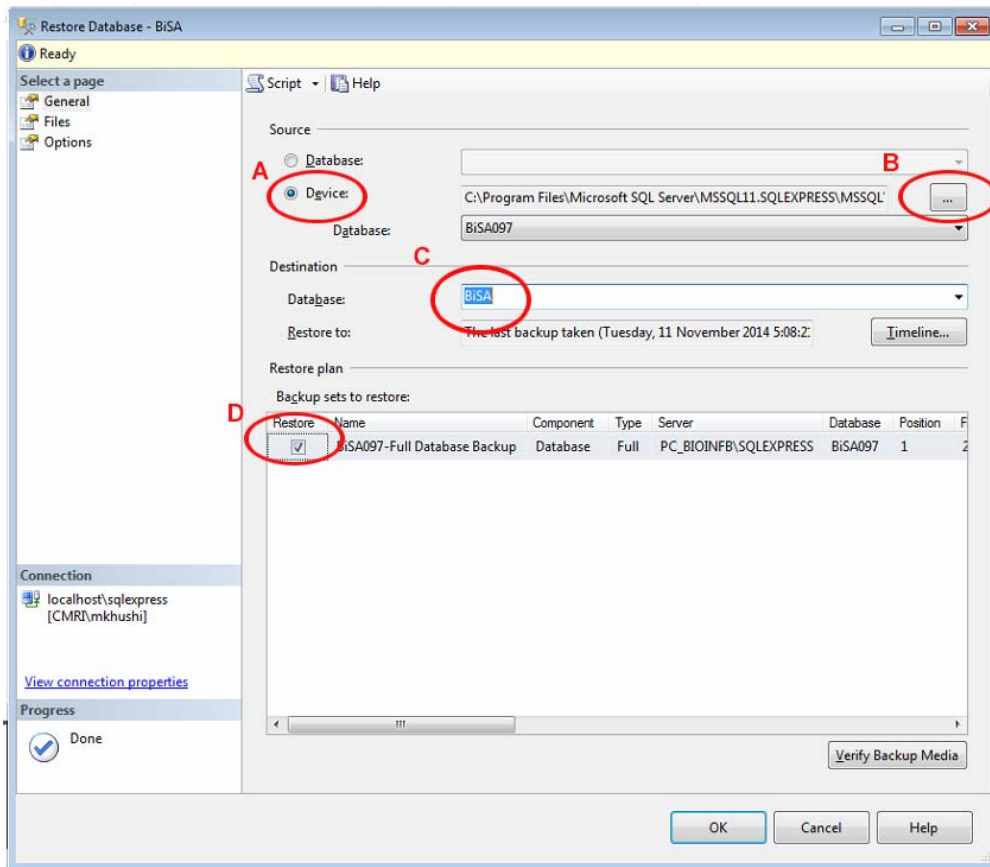 Restore Database - BiSA
Ready
Select a page
General
Files
Options
Script
Help
Source
A
Database:
B
Device:
C:\Program Files\Microsoft SQL Server\MSSQL11.SQLEXPRESS\MSSQL
...
Database:
BiSA097
C
Destination
Database:
BiSA
Restore to:
The last backup taken (Tuesday, 11 November 2014 5:08:2
Timeline...
Restore plan
Backup sets to restore:
D
Restore Name Component Type Server Database Position F
BiSA097-Full Database Backup Database Full PC_BIOINFB\SQLEXPRESS BiSA097 1 2
Connection
localhost\sqlexpress
[CMRI\mkhushi]
View connection properties
Progress
Done
Verify Backup Media
OK Cancel Help